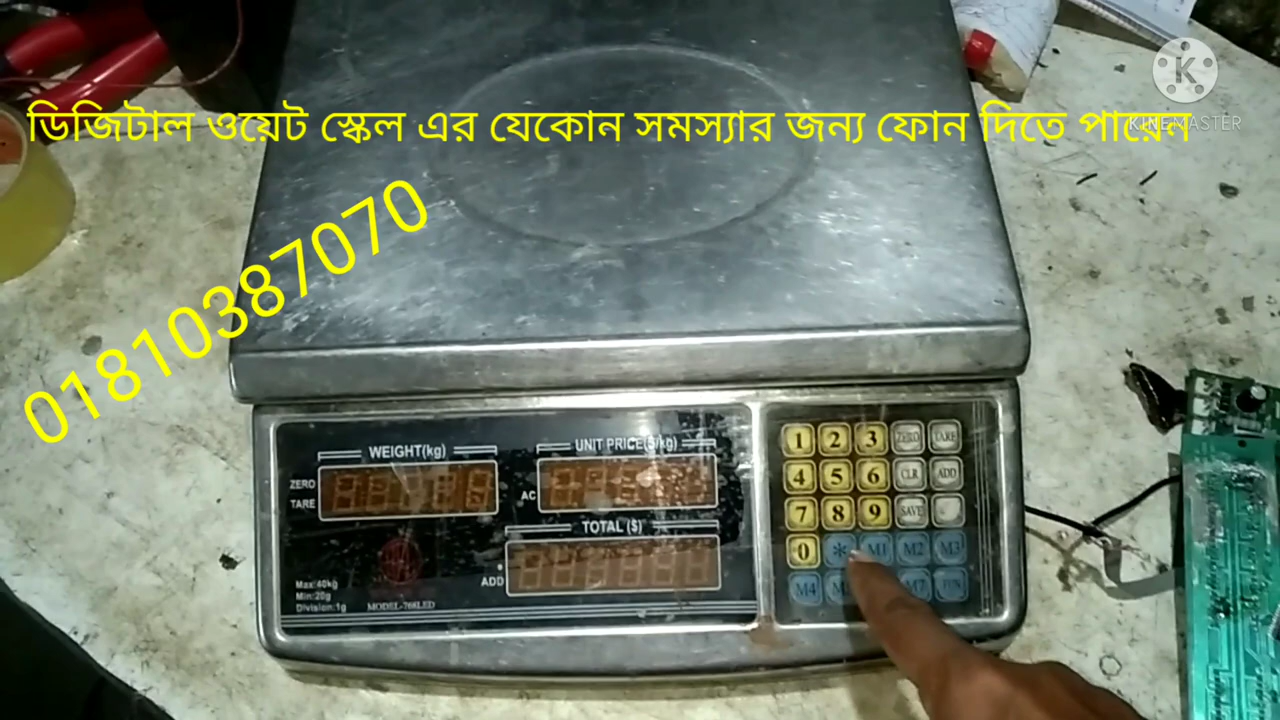 K
KINEMASTER
ডিজিটাল ওয়েট স্কেল এর যেকোন সমস্যার জন্য ফোন দিতে পারেন
01810387070
WEIGHT(kg)
UNIT PRICE($/kg)
ZERO
TARE
AC
TOTAL ($)
ADD
Max:40kg
Min:20g
Division:1g
MODEL-768LED
1 2 3 ZERO TARE
4 5 6 CLR ADD
7 8 9 SAVE
0 * M1 M2 M3
M4 M7